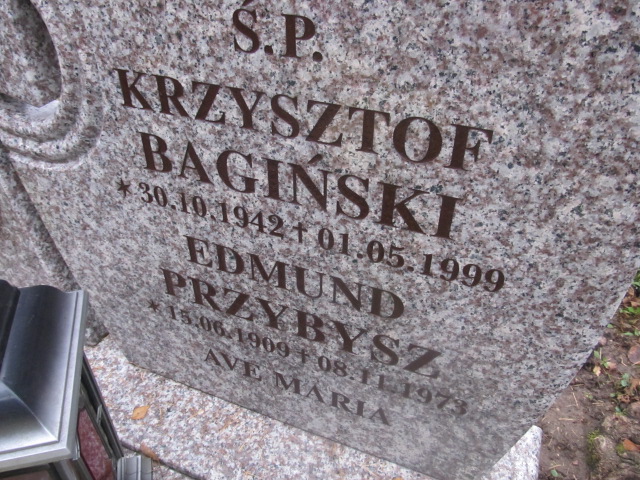 Ś.P.
KRZYSZTOF
BAGIŃSKI
* 30.10.1942 † 01.05.1999
EDMUND
PRZYBYSZ
* 15.06.1909 † 08.11.1973
AVE MARIA